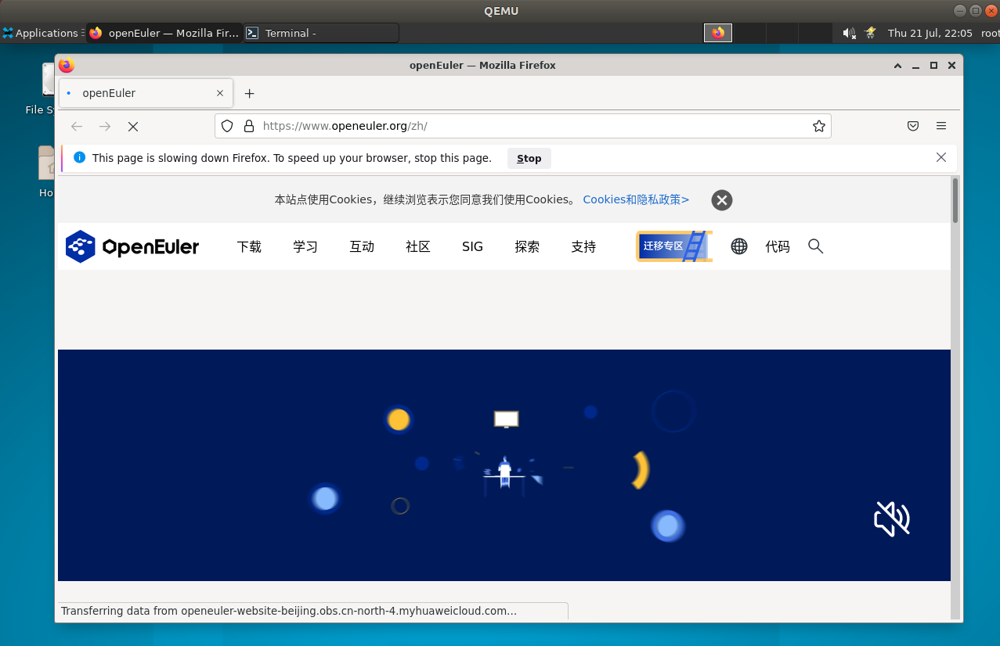 QEMU
Applications
openEuler — Mozilla Fir...
Terminal -
Thu 21 Jul, 22:05
root
openEuler — Mozilla Firefox
File Sy
Ho
openEuler
https://www.openeuler.org/zh/
This page is slowing down Firefox. To speed up your browser, stop this page.
Stop
本站点使用Cookies，继续浏览表示您同意我们使用Cookies。 Cookies和隐私政策>
OpenEuler
下载
学习
互动
社区
SIG
探索
支持
迁移专区
代码
Transferring data from openeuler-website-beijing.obs.cn-north-4.myhuaweicloud.com…